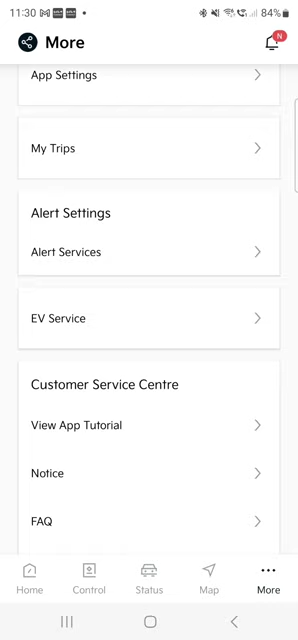 11:30
84%
More
N
App Settings
My Trips
Alert Settings
Alert Services
EV Service
Customer Service Centre
View App Tutorial
Notice
FAQ
Home Control Status Map More